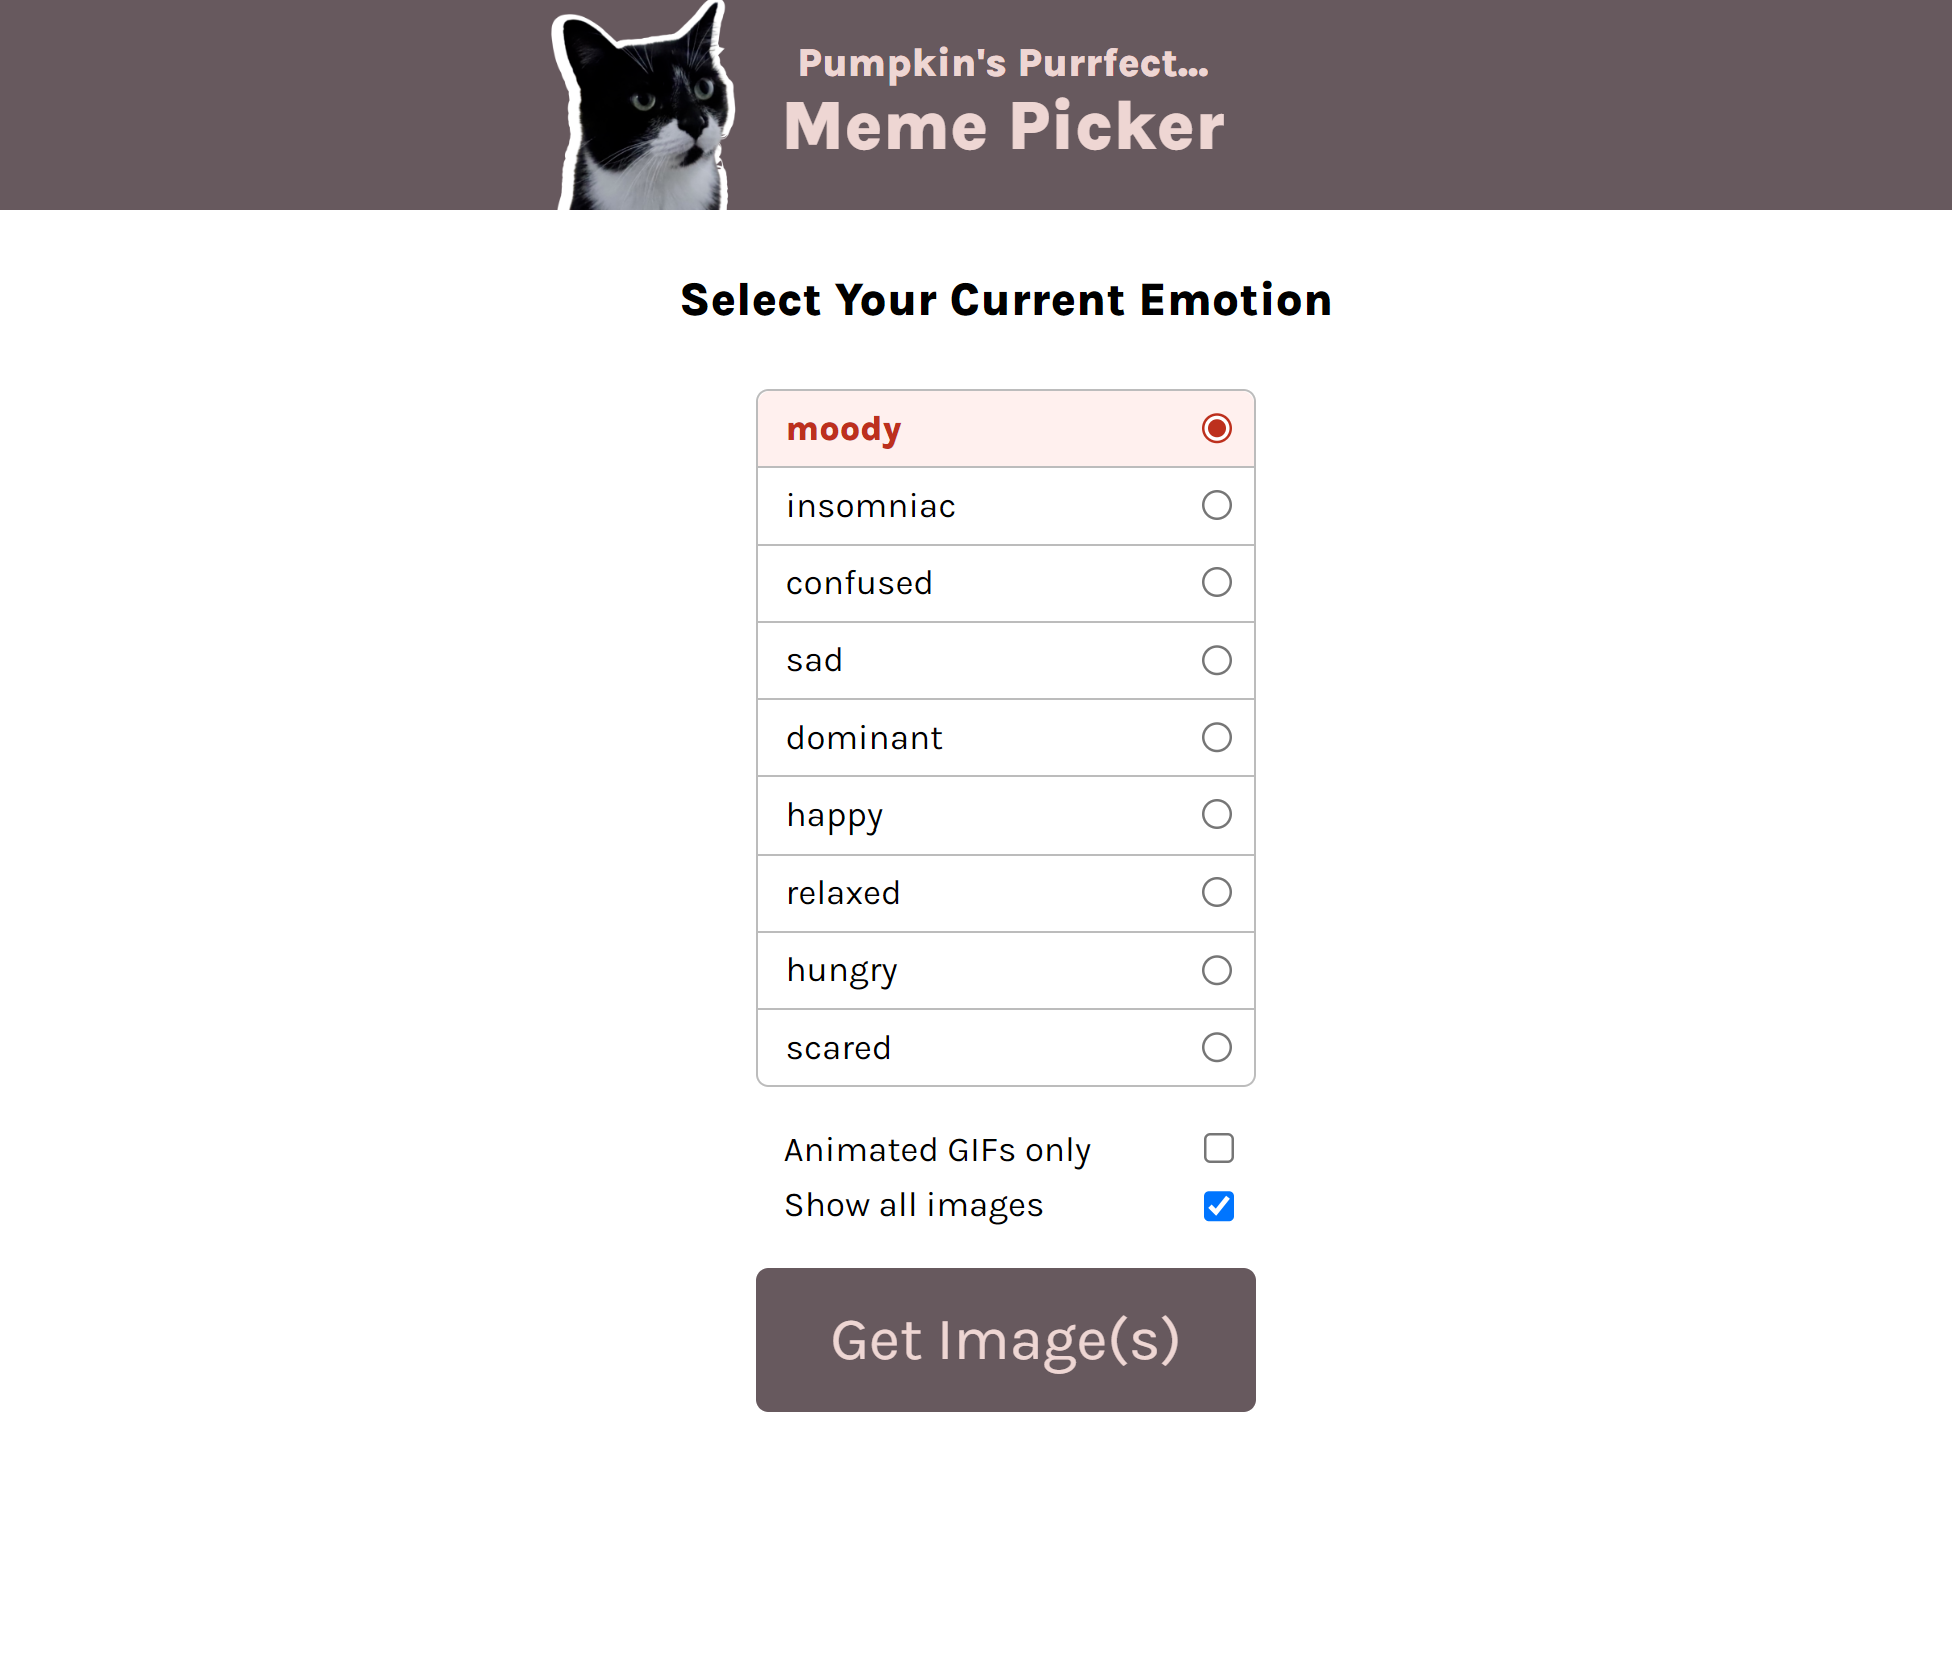 Pumpkin's Purrfect...
Meme Picker
Select Your Current Emotion
moody
insomniac
confused
sad
dominant
happy
relaxed
hungry
scared
Animated GIFs only
Show all images
Get Image(s)